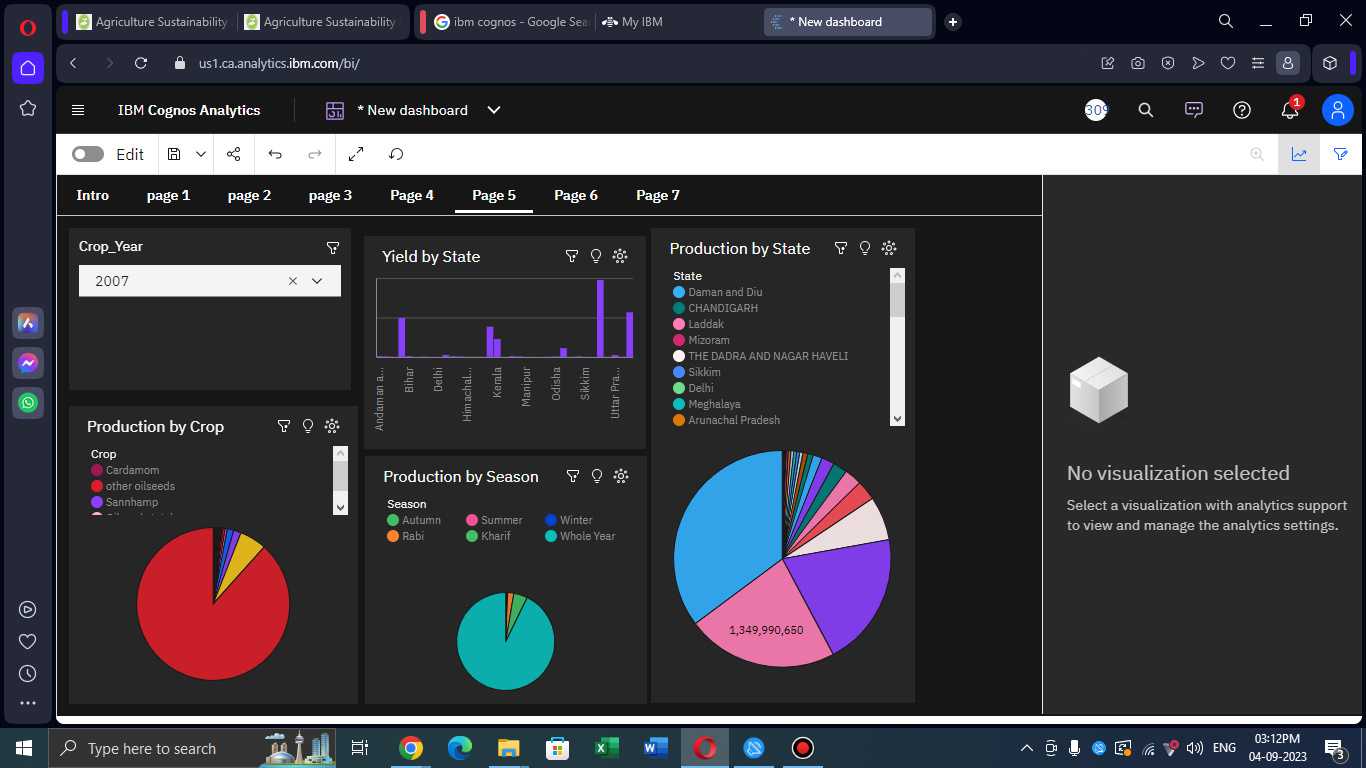 Agriculture Sustainability
Agriculture Sustainability
ibm cognos - Google Sea
My IBM
* New dashboard
us1.ca.analytics.ibm.com/bi/
IBM Cognos Analytics
* New dashboard
309
1
Edit
Intro
page 1
page 2
page 3
Page 4
Page 5
Page 6
Page 7
Crop_Year
2007
Yield by State
Andaman a...
Bihar
Delhi
Himachal...
Kerala
Manipur
Odisha
Sikkim
Uttar Pra...
Production by State
State
Daman and Diu
CHANDIGARH
Laddak
Mizoram
THE DADRA AND NAGAR HAVELI
Sikkim
Delhi
Meghalaya
Arunachal Pradesh
1,349,990,650
Production by Crop
Crop
Cardamom
other oilseeds
Sannhamp
Production by Season
Season
Autumn
Summer
Winter
Rabi
Kharif
Whole Year
No visualization selected
Select a visualization with analytics support
to view and manage the analytics settings.
Type here to search
ENG
03:12PM
04-09-2023
3